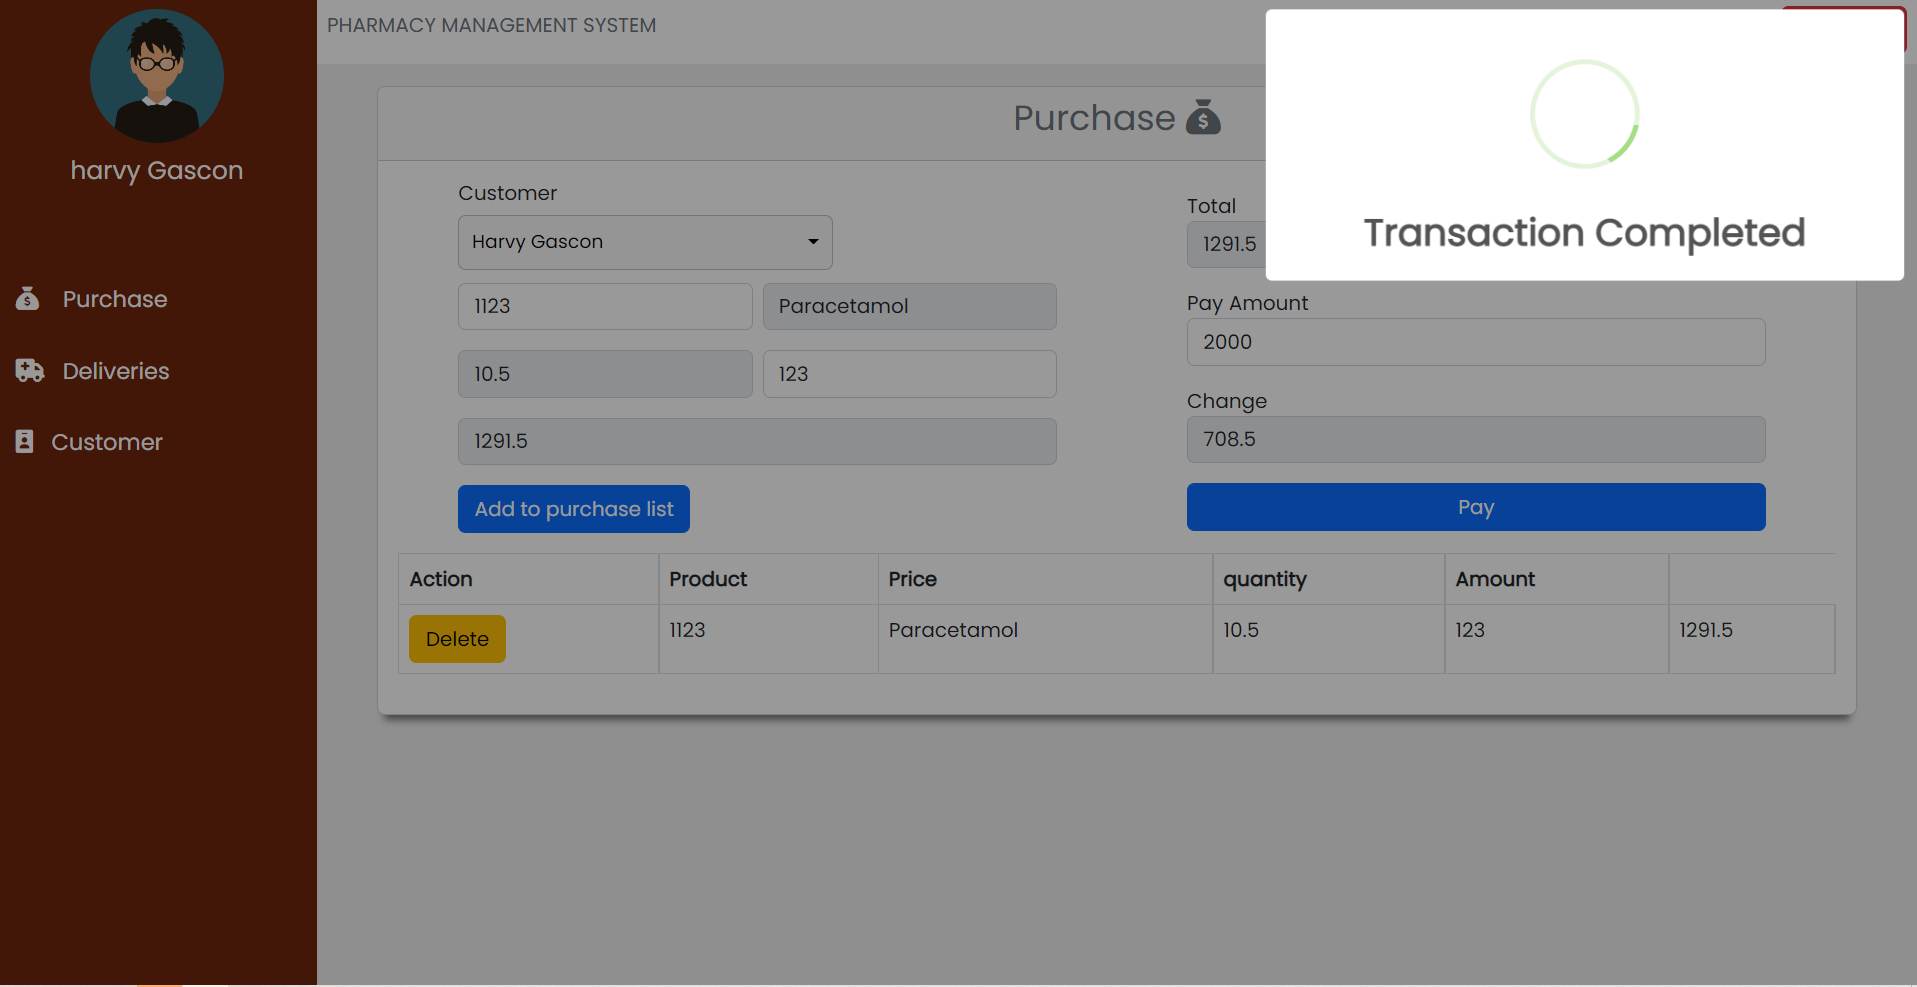 harvy Gascon
Purchase
Deliveries
Customer
PHARMACY MANAGEMENT SYSTEM
Purchase $
Customer
Harvy Gascon
1123 Paracetamol
10.5 123
1291.5
Add to purchase list
Total
1291.5
Pay Amount
2000
Change
708.5
Pay
Transaction Completed
Action Product Price quantity Amount
Delete 1123 Paracetamol 10.5 123 1291.5